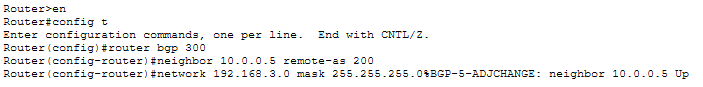 Router>en
Router#config t
Enter configuration commands, one per line.  End with CNTL/Z.
Router(config)#router bgp 300
Router(config-router)#neighbor 10.0.0.5 remote-as 200
Router(config-router)#network 192.168.3.0 mask 255.255.255.0%BGP-5-ADJCHANGE: neighbor 10.0.0.5 Up